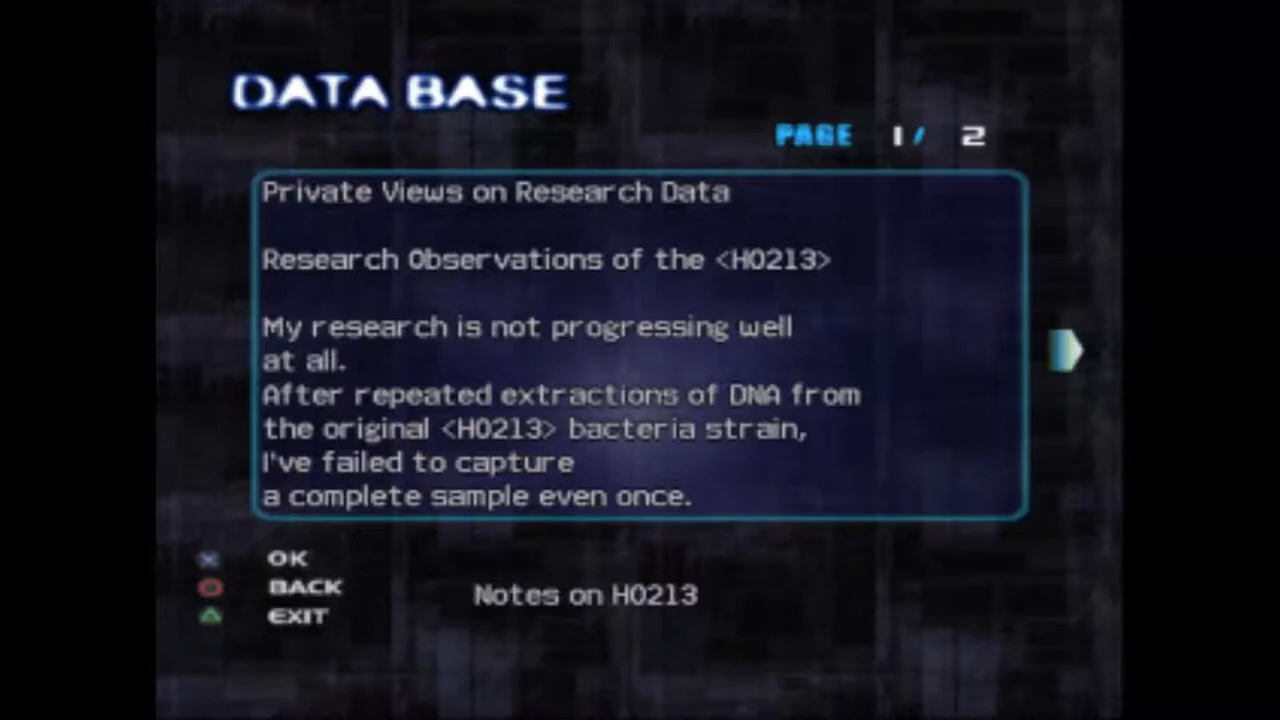 DATA BASE
PAGE 1 / 2
Private Views on Research Data
Research Observations of the <H0213>
My research is not progressing well
at all.
After repeated extractions of DNA from
the original <H0213> bacteria strain,
I've failed to capture
a complete sample even once.
OK
BACK
EXIT
Notes on H0213